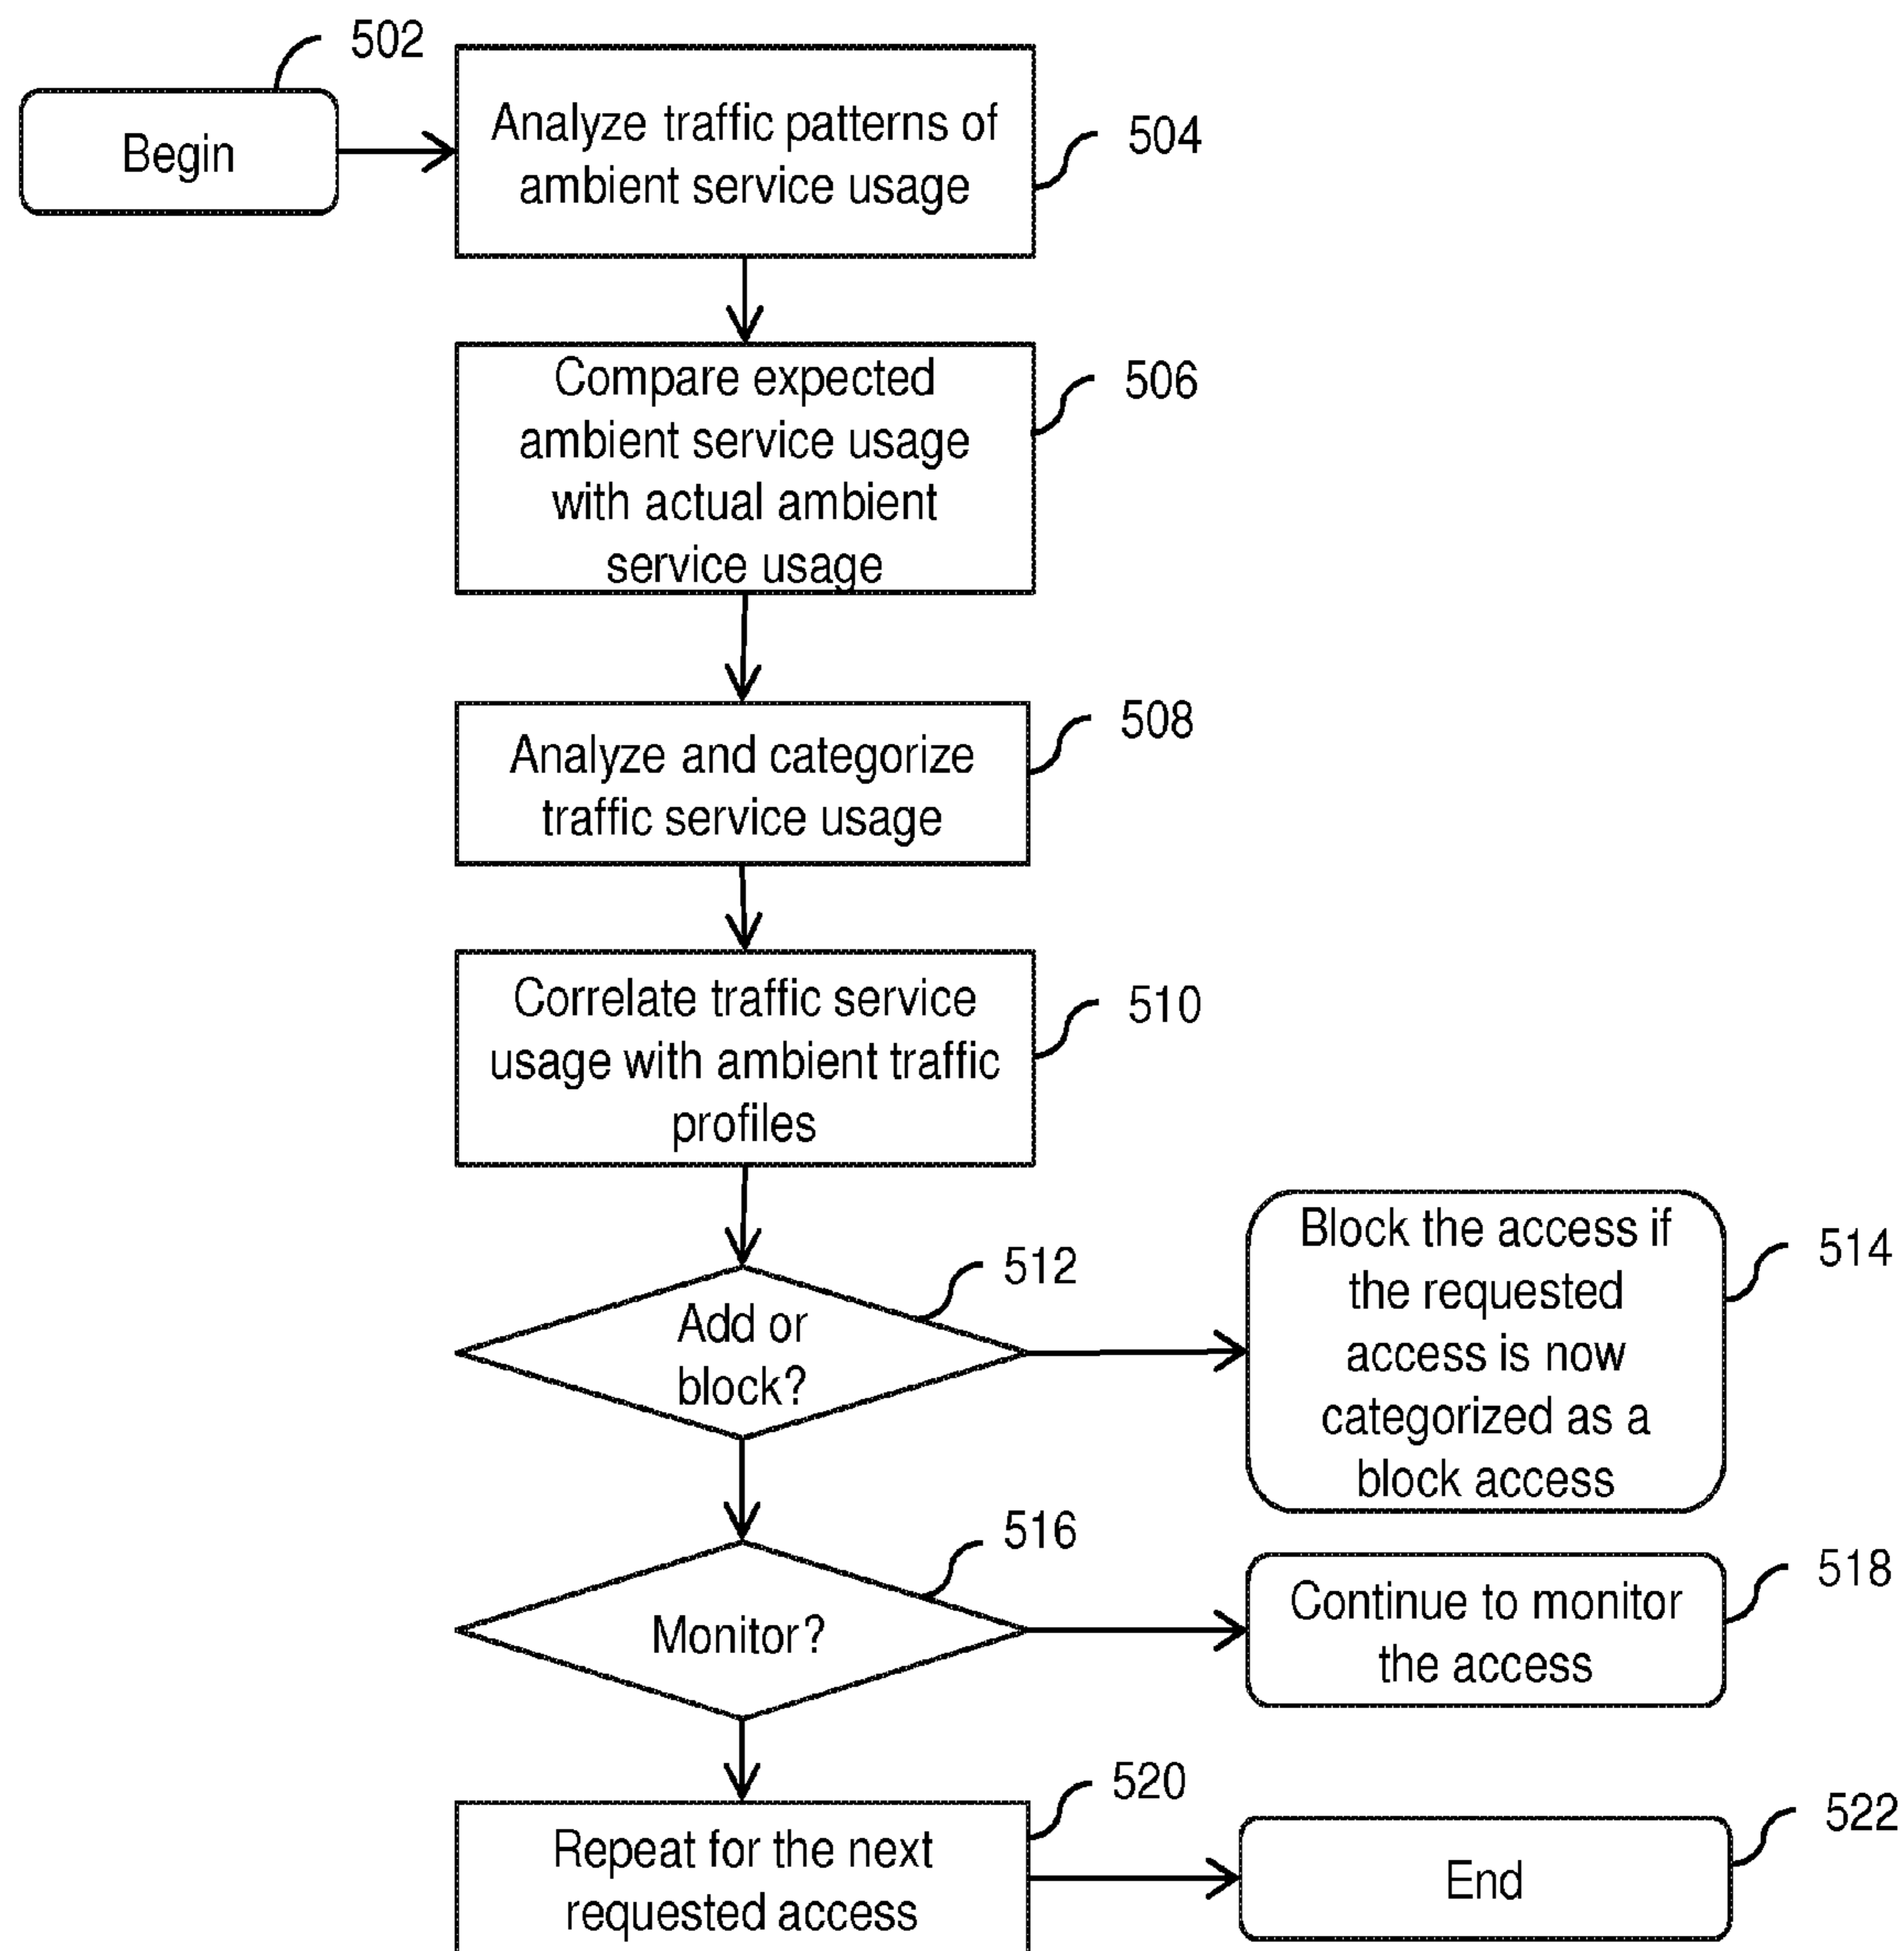 502
Begin
Analyze traffic patterns of
ambient service usage
504
Compare expected
ambient service usage
with actual ambient
service usage
506
Analyze and categorize
traffic service usage
508
Correlate traffic service
usage with ambient traffic
profiles
510
Add or
block?
512
Block the access if
the requested
access is now
categorized as a
block access
514
Monitor?
516
Continue to monitor
the access
518
Repeat for the next
requested access
520
End
522